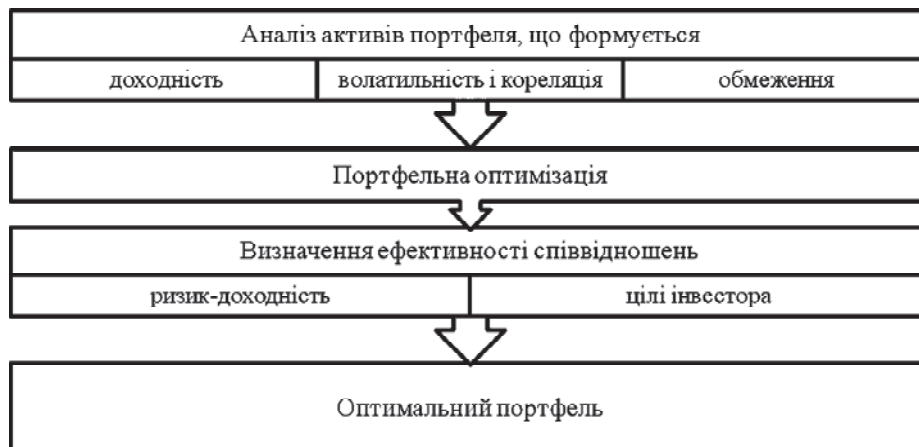 Аналіз активів портфеля, що формується
доходність
волатильність і кореляція
обмеження
Портфельна оптимізація
Визначення ефективності співвідношень
ризик-доходність
цілі інвестора
Оптимальний портфель